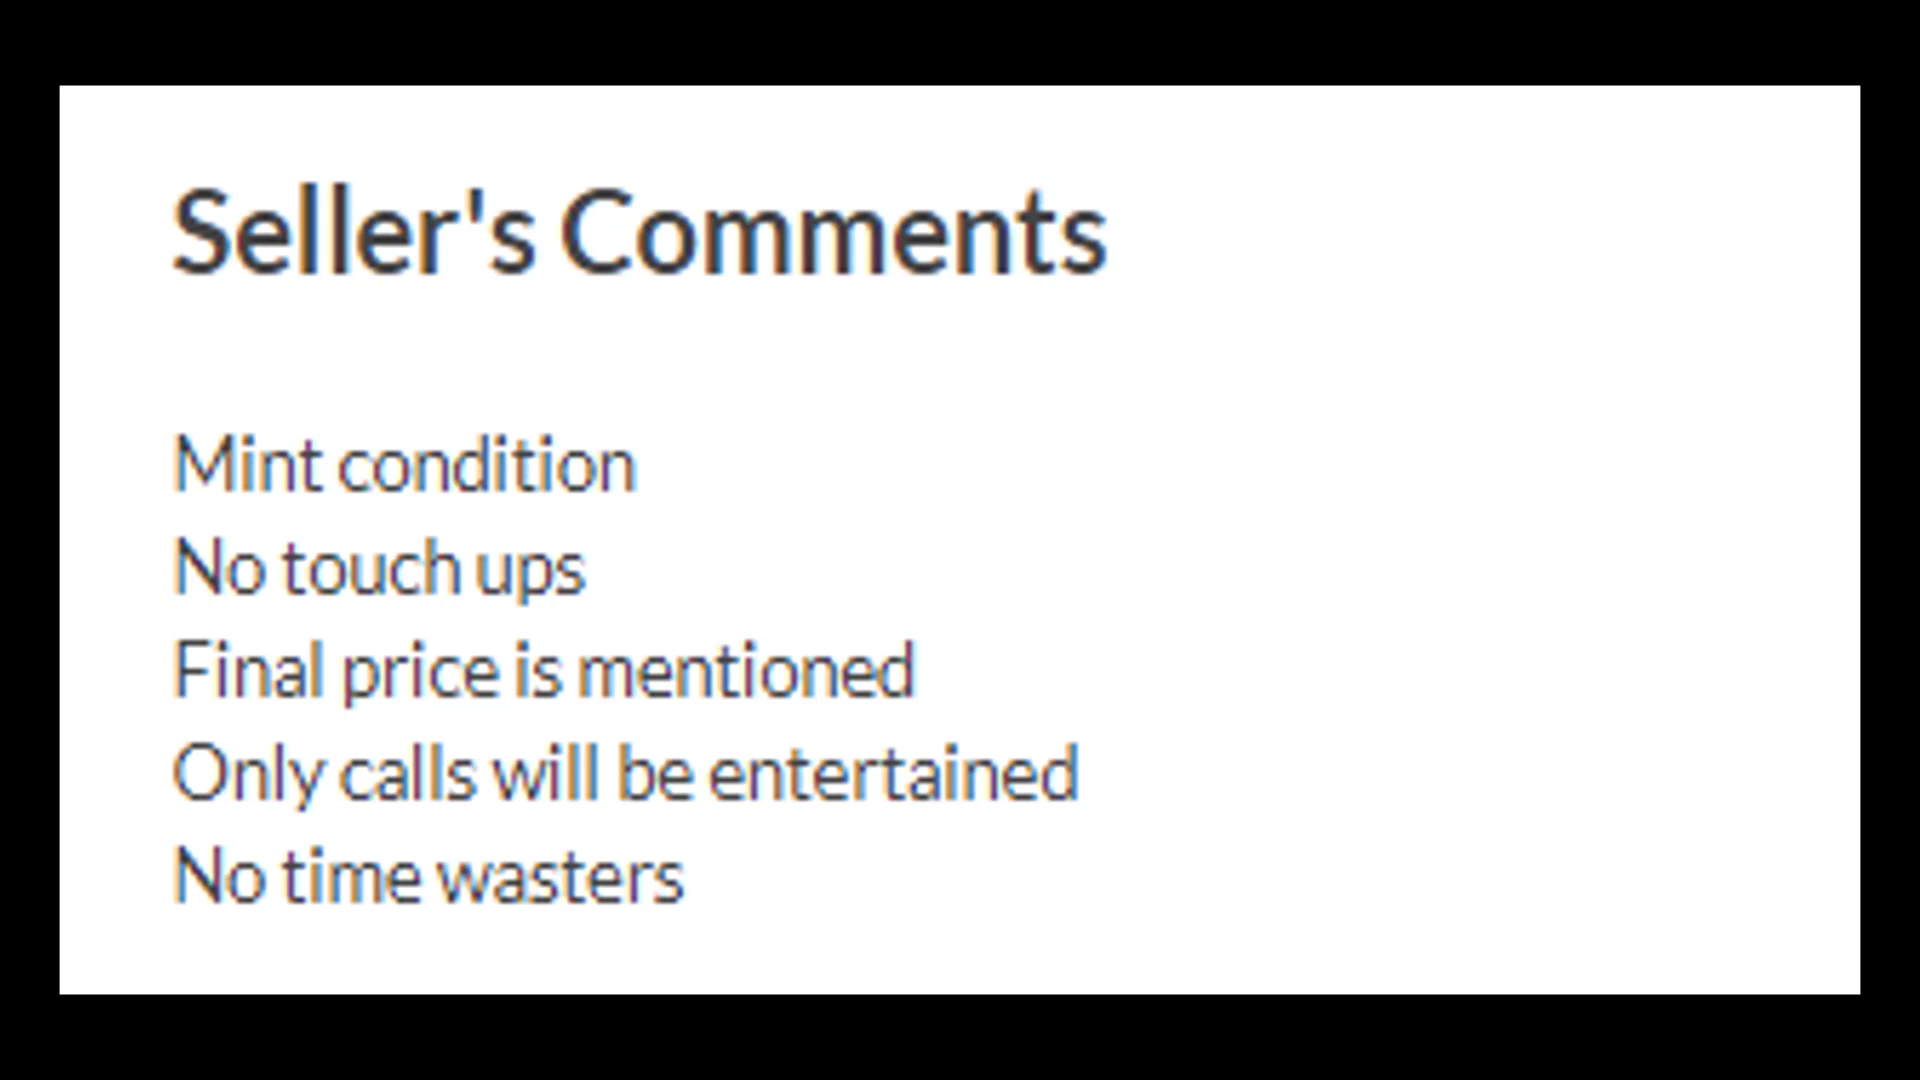 Seller's Comments
Mint condition
No touch ups
Final price is mentioned
Only calls will be entertained
No time wasters